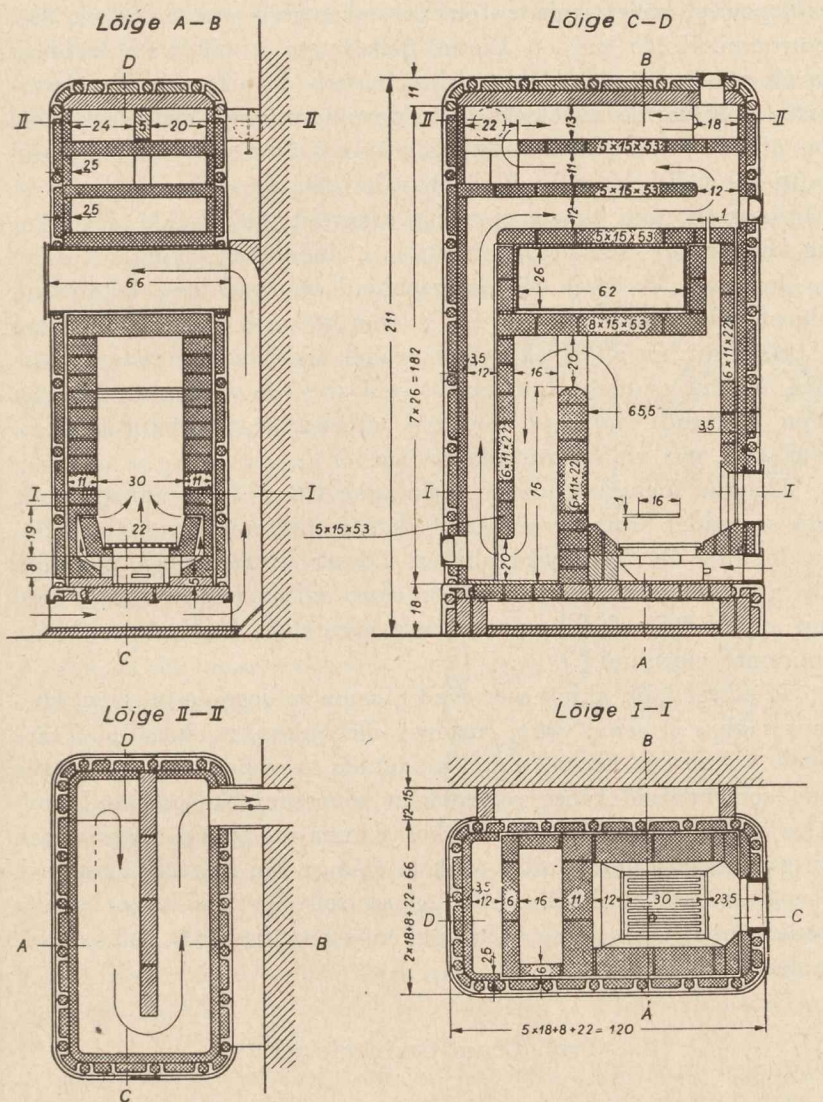 Lõige A–B
D
II
24
5
20
II
25
25
66
11
30
11
I
I
19
22
8
5
C
Lõige C–D
B
11
II
22
13
18
II
5×15×53
11
5×15×53
12
12
1
5×15×53
26
62
211
7×26=182
8×15×53
3,5
12
16
20
6×11×22
65,5
3,5
6×11×22
75
6×11×22
I
1
16
I
5×15×53
20
18
A
Lõige II–II
D
A
B
C
Lõige I–I
B
12–15
2×18+8+22=66
3,5
12
6
16
11
12
30
23,5
D
C
2,5
6
A
5×18+8+22=120